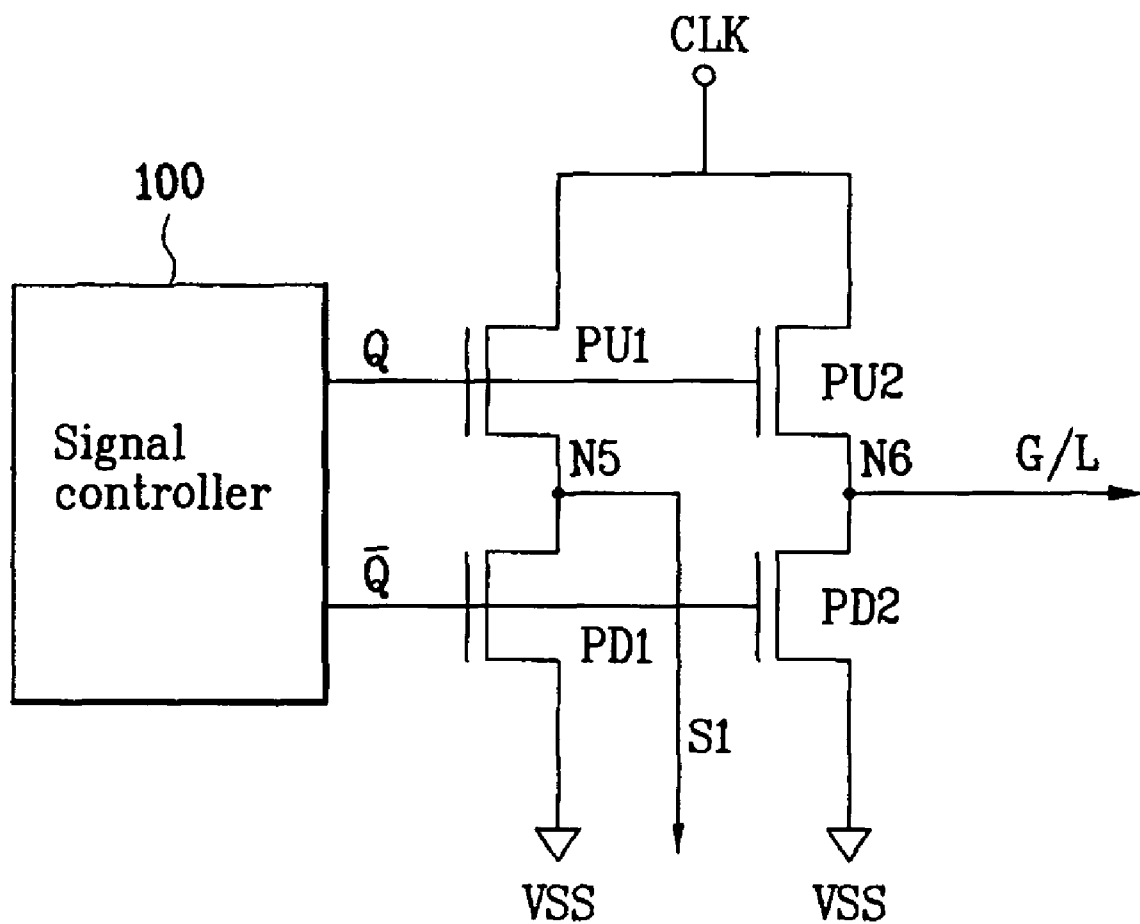 CLK
100
Q
PU1
PU2
Signal
controller
N5
N6
G/L
Q̄
PD1
PD2
S1
VSS
VSS